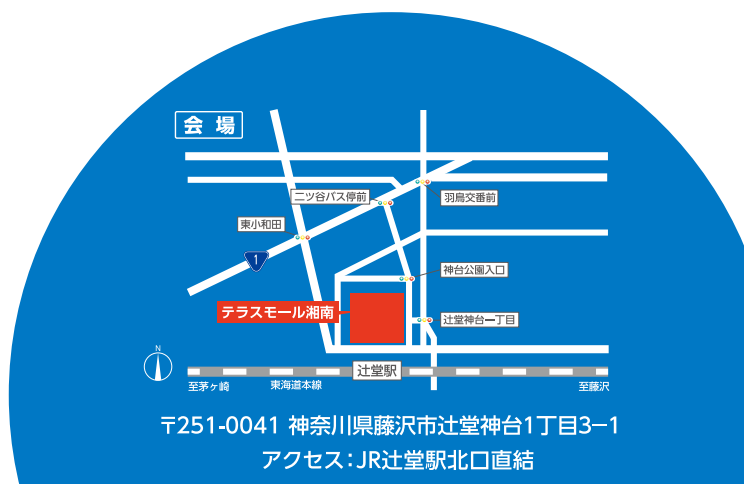 会場
二ツ谷バス停前
羽鳥交番前
東小和田
1
神台公園入口
テラスモール湘南
辻堂神台一丁目
N
辻堂駅
至茅ヶ崎
東海道本線
至藤沢
〒251-0041 神奈川県藤沢市辻堂神台1丁目3−1
アクセス:JR辻堂駅北口直結